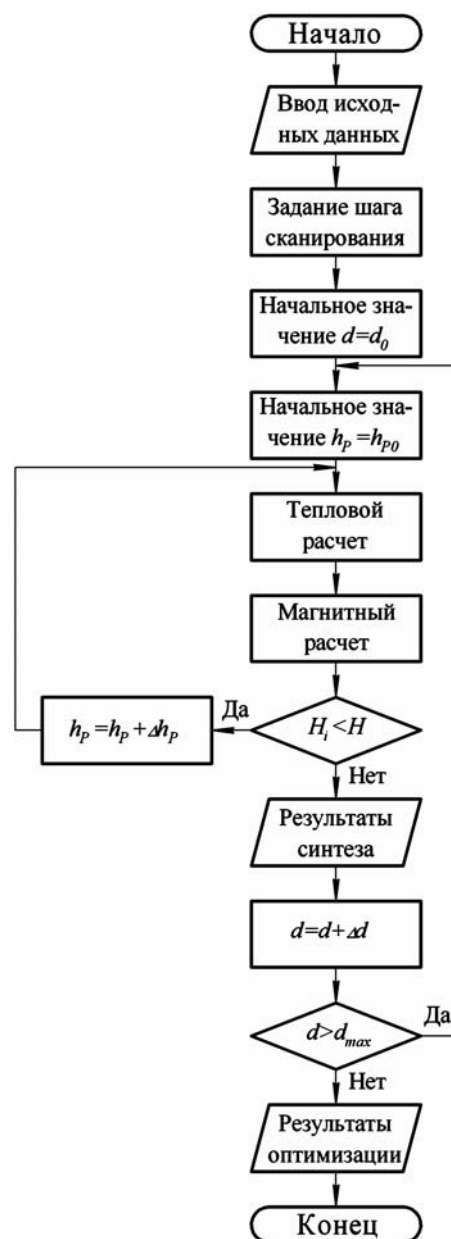 Начало
Ввод исход-
ных данных
Задание шага
сканирования
Начальное зна-
чение d=d₀
Начальное зна-
чение hₚ=hₚ₀
Тепловой
расчет
Магнитный
расчет
hₚ=hₚ+Δhₚ
Да
Hᵢ<H
Нет
Результаты
синтеза
d=d+Δd
d>dₘₐₓ
Да
Нет
Результаты
оптимизации
Конец